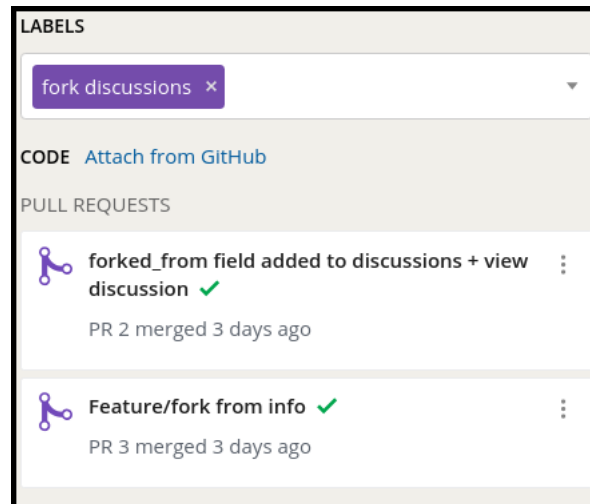 LABELS
fork discussions ×
CODE Attach from GitHub
PULL REQUESTS
forked_from field added to discussions + view
discussion
PR 2 merged 3 days ago
Feature/fork from info
PR 3 merged 3 days ago